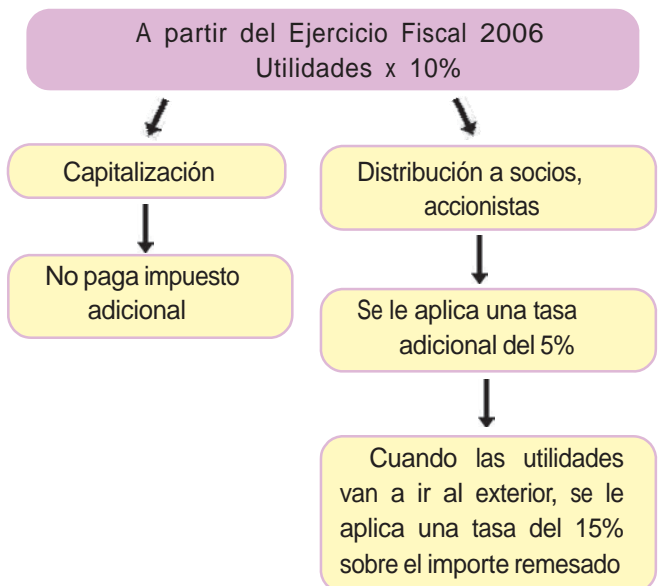 A partir del Ejercicio Fiscal 2006
Utilidades x 10%
Capitalización
No paga impuesto
adicional
Distribución a socios,
accionistas
Se le aplica una tasa
adicional del 5%
Cuando las utilidades
van a ir al exterior, se le
aplica una tasa del 15%
sobre el importe remesado